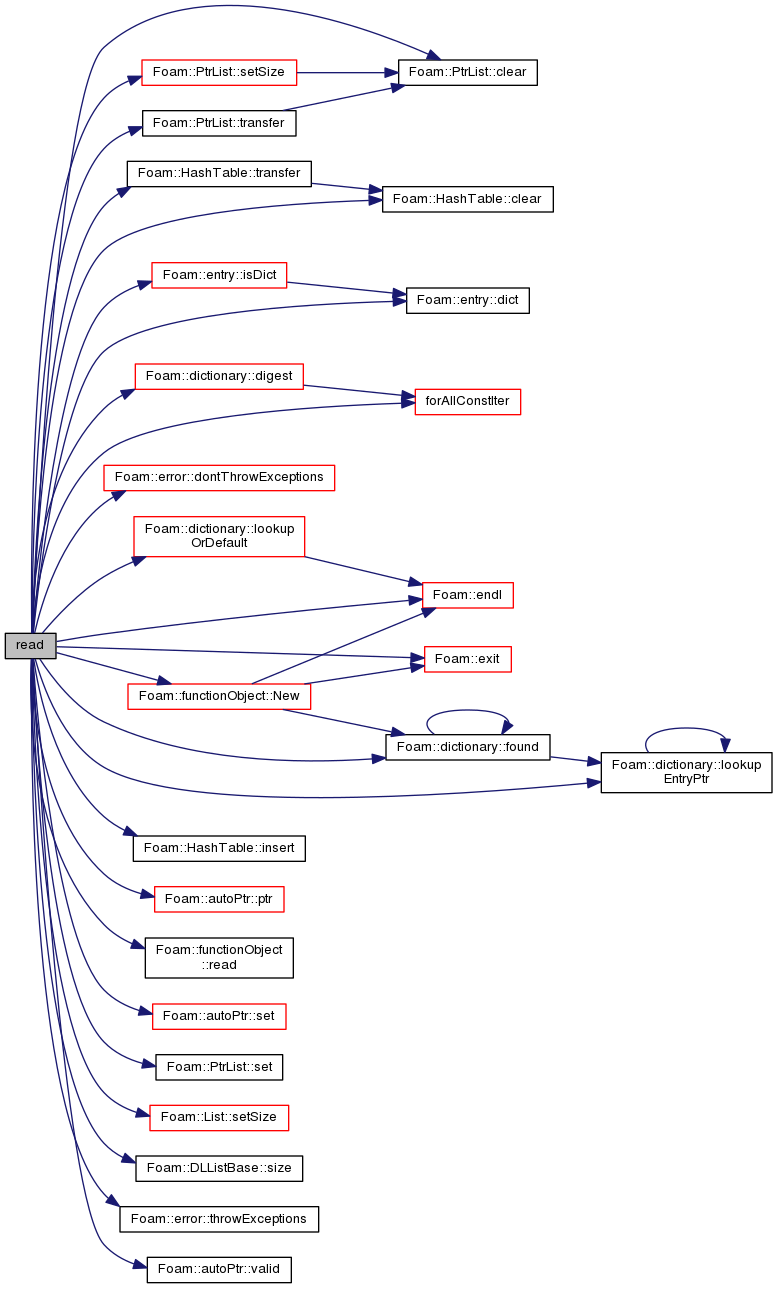 Foam::PtrList::setSize
Foam::PtrList::clear
Foam::PtrList::transfer
Foam::HashTable::transfer
Foam::HashTable::clear
Foam::entry::isDict
Foam::entry::dict
Foam::dictionary::digest
forAllConstIter
Foam::error::dontThrowExceptions
Foam::dictionary::lookup
OrDefault
Foam::endl
read
Foam::exit
Foam::functionObject::New
Foam::dictionary::found
Foam::dictionary::lookup
EntryPtr
Foam::HashTable::insert
Foam::autoPtr::ptr
Foam::functionObject
::read
Foam::autoPtr::set
Foam::PtrList::set
Foam::List::setSize
Foam::DLListBase::size
Foam::error::throwExceptions
Foam::autoPtr::valid